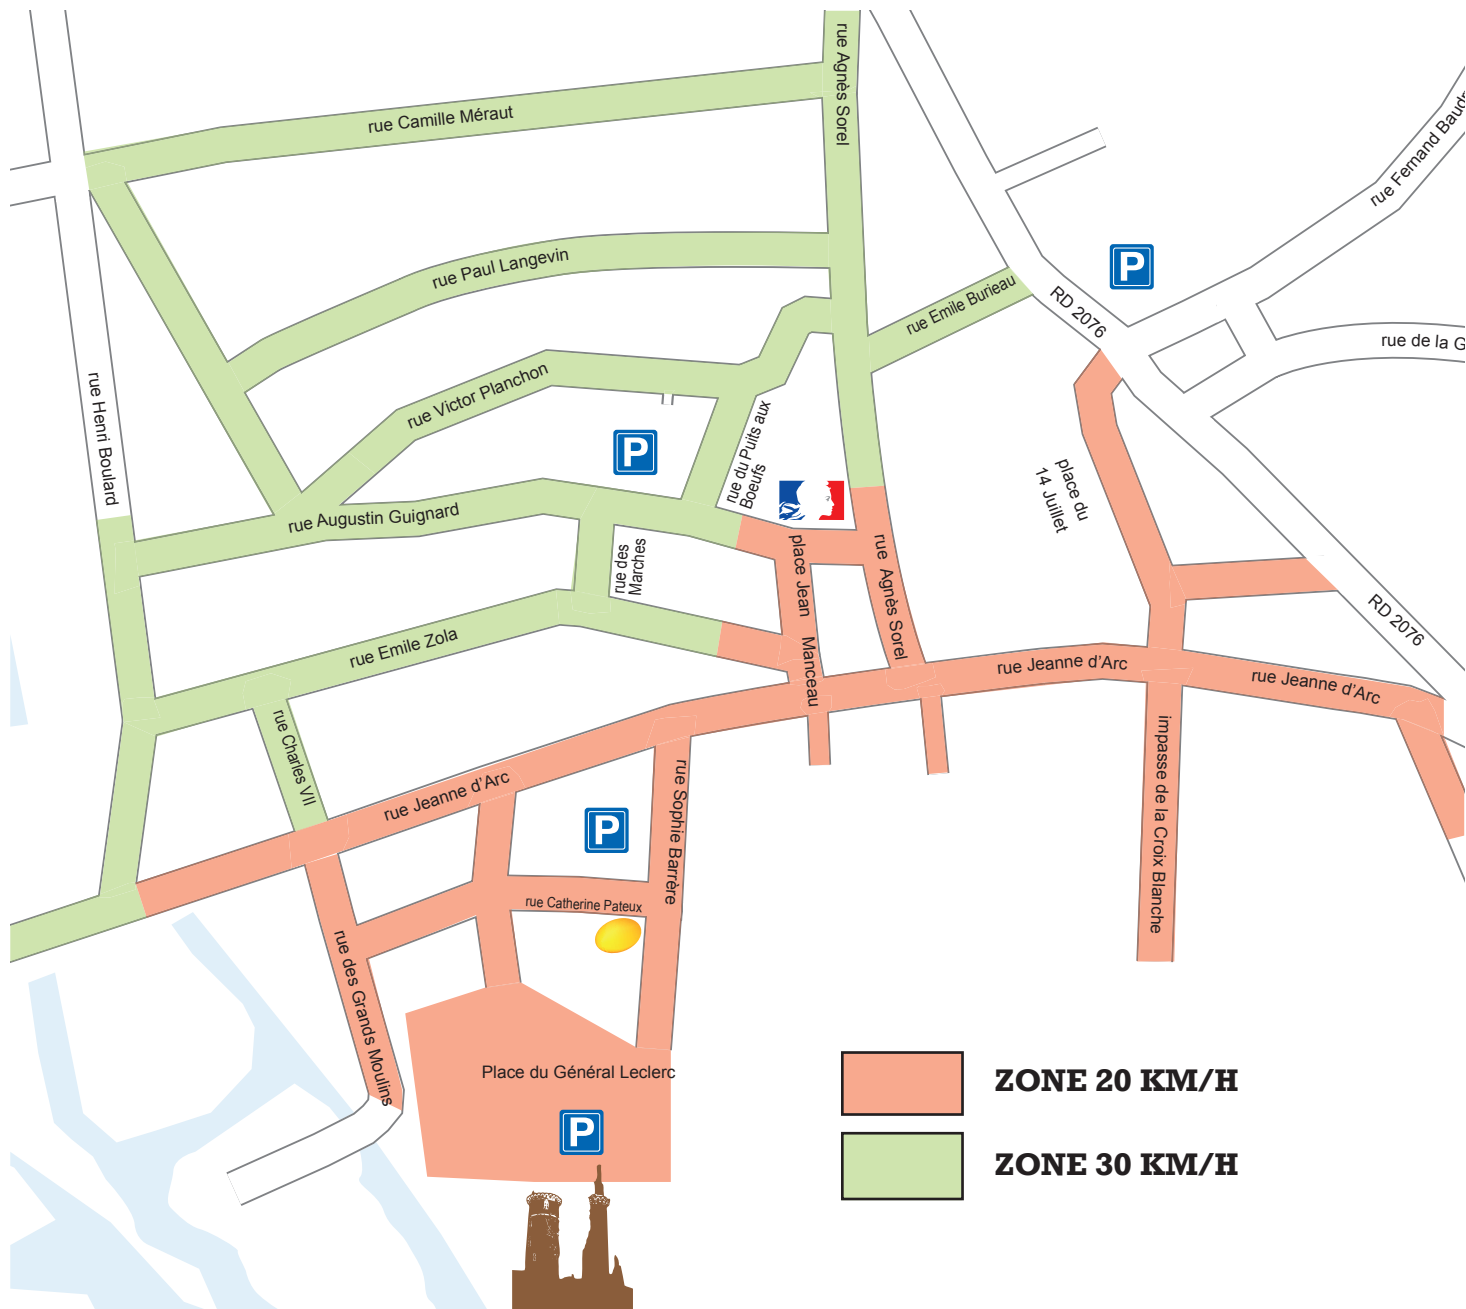 rue Agnès Sorel
rue Camille Méraut
rue Fernand
rue Paul Langevin
P
rue Emile Burieau
RD 2076
rue de la G
rue Henri Boulard
rue Victor Planchon
P
rue du Puits aux
Boeufs
place du
14 Juillet
rue Augustin Guignard
rue des
Marches
place Jean Manceau
rue Agnès Sorel
RD 2076
rue Emile Zola
rue Jeanne d'Arc
rue Jeanne d'Arc
rue Charles VII
rue Jeanne d'Arc
impasse de la Croix Blanche
rue Sophie Barrère
P
rue Catherine Pateux
rue des Grands Moulins
Place du Général Leclerc
P
ZONE 20 KM/H
ZONE 30 KM/H